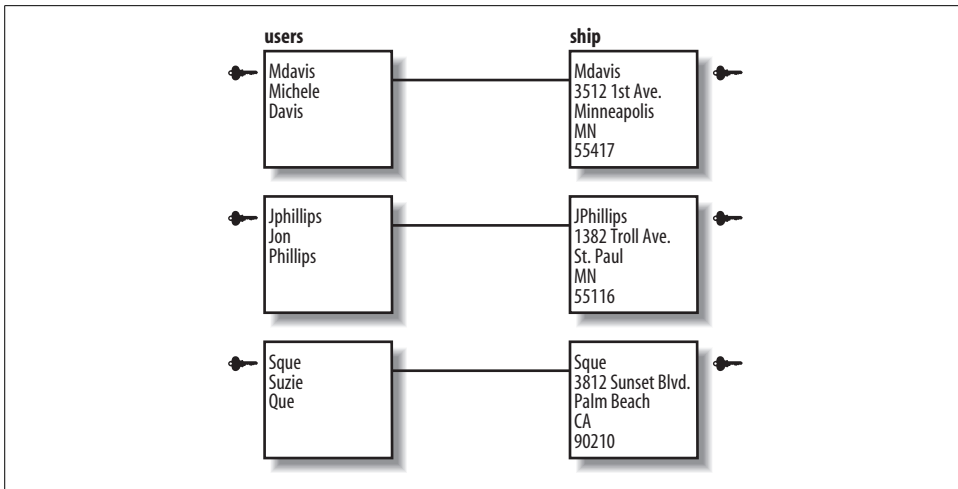 users
ship
Mdavis
Michele
Davis
Mdavis
3512 1st Ave.
Minneapolis
MN
55417
Jphillips
Jon
Phillips
JPhillips
1382 Troll Ave.
St. Paul
MN
55116
Sque
Suzie
Que
Sque
3812 Sunset Blvd.
Palm Beach
CA
90210